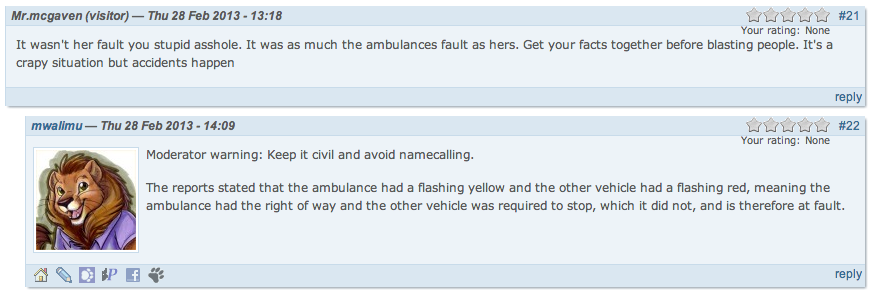 Mr.mcgaven (visitor) — Thu 28 Feb 2013 - 13:18 #21
Your rating: None
It wasn't her fault you stupid asshole. It was as much the ambulances fault as hers. Get your facts together before blasting people. It's a
crapy situation but accidents happen
reply
mwalimu — Thu 28 Feb 2013 - 14:09 #22
Your rating: None
Moderator warning: Keep it civil and avoid namecalling.
The reports stated that the ambulance had a flashing yellow and the other vehicle had a flashing red, meaning the
ambulance had the right of way and the other vehicle was required to stop, which it did not, and is therefore at fault.
reply